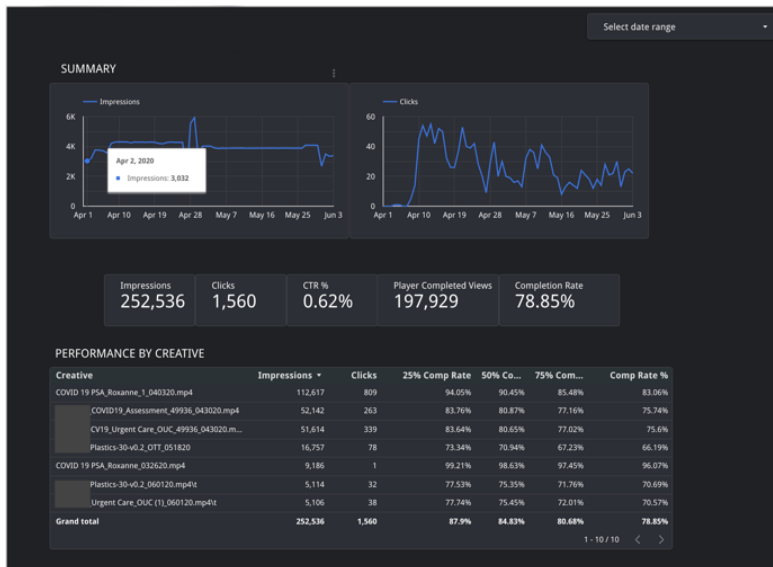 Select date range
SUMMARY
Impressions
6K
4K
2K
0
Apr 2, 2020
Impressions: 3,032
Apr 1 Apr 10 Apr 19 Apr 28 May 7 May 16 May 25 Jun 3
Clicks
60
40
20
0
Apr 1 Apr 10 Apr 19 Apr 28 May 7 May 16 May 25 Jun 3
Impressions Clicks CTR % Player Completed Views Completion Rate
252,536 1,560 0.62% 197,929 78.85%
PERFORMANCE BY CREATIVE
Creative Impressions Clicks 25% Comp Rate 50% Co... 75% Com... Comp Rate %
COVID 19 PSA_Roxanne_1_040320.mp4 112,617 809 94.05% 90.45% 85.48% 83.06%
COVID19_Assessment_49936_043020.mp4 52,142 263 83.76% 80.87% 77.16% 75.74%
CV19_Urgent Care_OUC_49936_043020.m... 51,614 339 83.64% 80.65% 77.02% 75.6%
Plastics-30-v0.2_OTT_051820 16,757 78 73.34% 70.94% 67.23% 66.19%
COVID 19 PSA_Roxanne_032620.mp4 9,186 1 99.21% 98.63% 97.45% 96.07%
Plastics-30-v0.2_060120.mp4\t 5,114 32 77.53% 75.35% 71.76% 70.69%
Urgent Care_OUC (1)_060120.mp4\t 5,106 38 77.74% 75.45% 72.01% 70.57%
Grand total 252,536 1,560 87.9% 84.83% 80.68% 78.85%
1 - 10 / 10